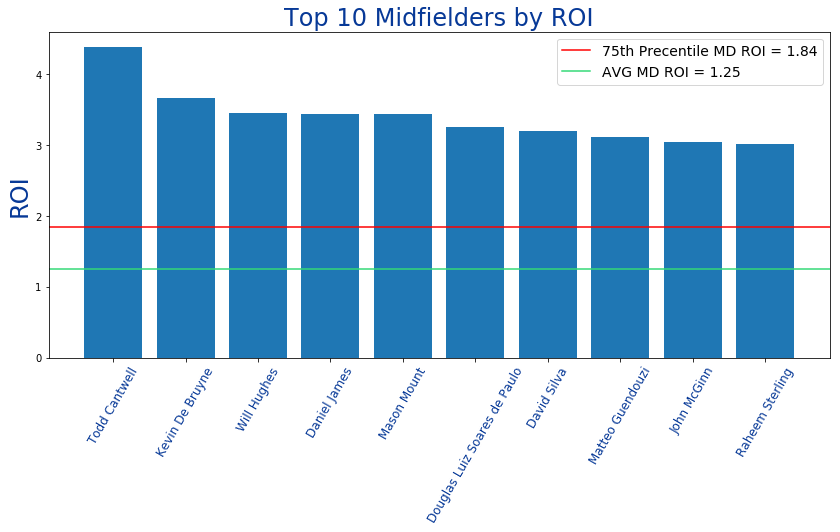 Top 10 Midfielders by ROI
75th Precentile MD ROI = 1.84
AVG MD ROI = 1.25
ROI
4
3
2
1
0
Todd Cantwell
Kevin De Bruyne
Will Hughes
Daniel James
Mason Mount
Douglas Luiz Soares de Paulo
David Silva
Matteo Guendouzi
John McGinn
Raheem Sterling